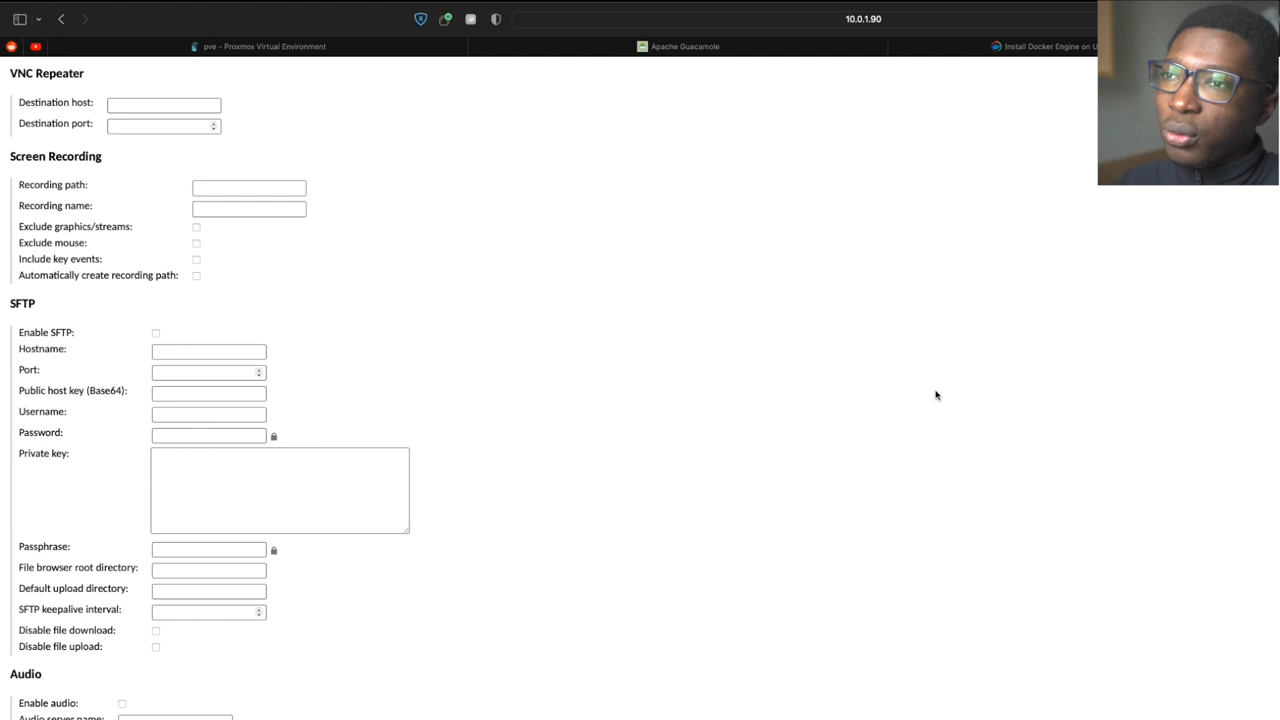 10.0.1.90
pve - Proxmox Virtual Environment
Apache Guacamole
Install Docker Engine on U
VNC Repeater
Destination host:
Destination port:
Screen Recording
Recording path:
Recording name:
Exclude graphics/streams:
Exclude mouse:
Include key events:
Automatically create recording path:
SFTP
Enable SFTP:
Hostname:
Port:
Public host key (Base64):
Username:
Password:
Private key:
Passphrase:
File browser root directory:
Default upload directory:
SFTP keepalive interval:
Disable file download:
Disable file upload:
Audio
Enable audio:
Audio server name: